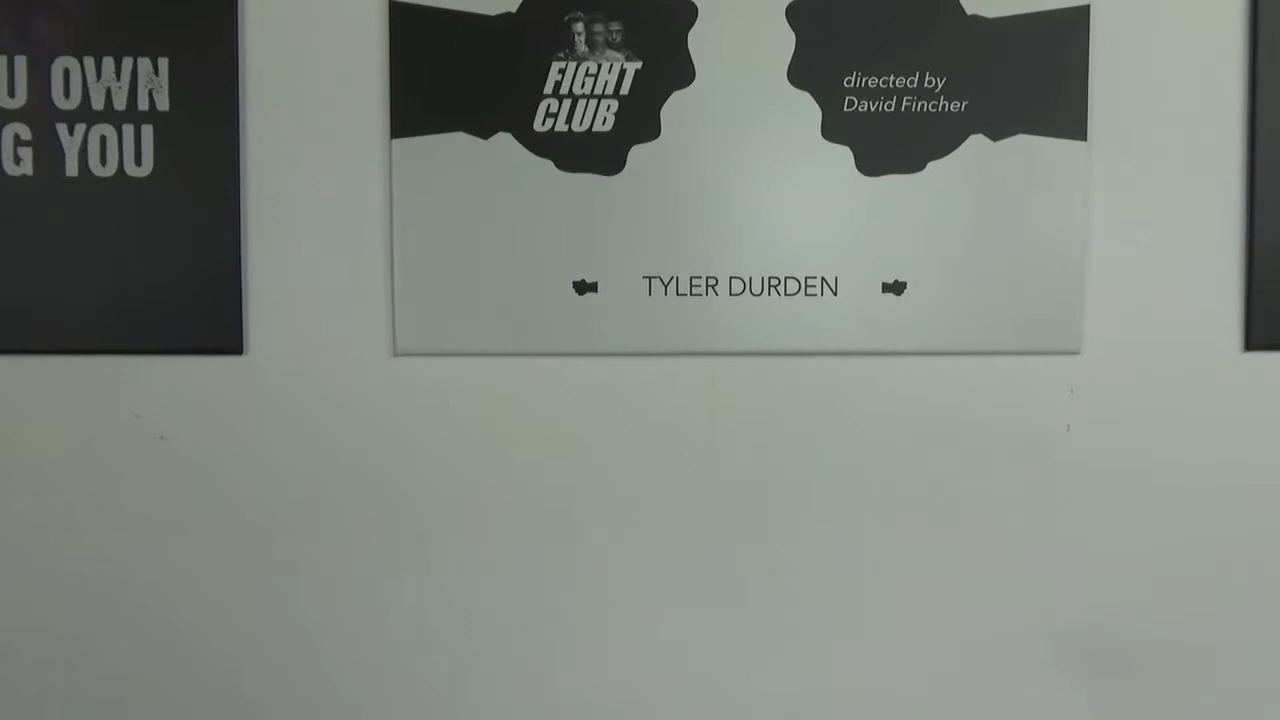 U OWN
G YOU
FIGHT
CLUB
directed by
David Fincher
TYLER DURDEN